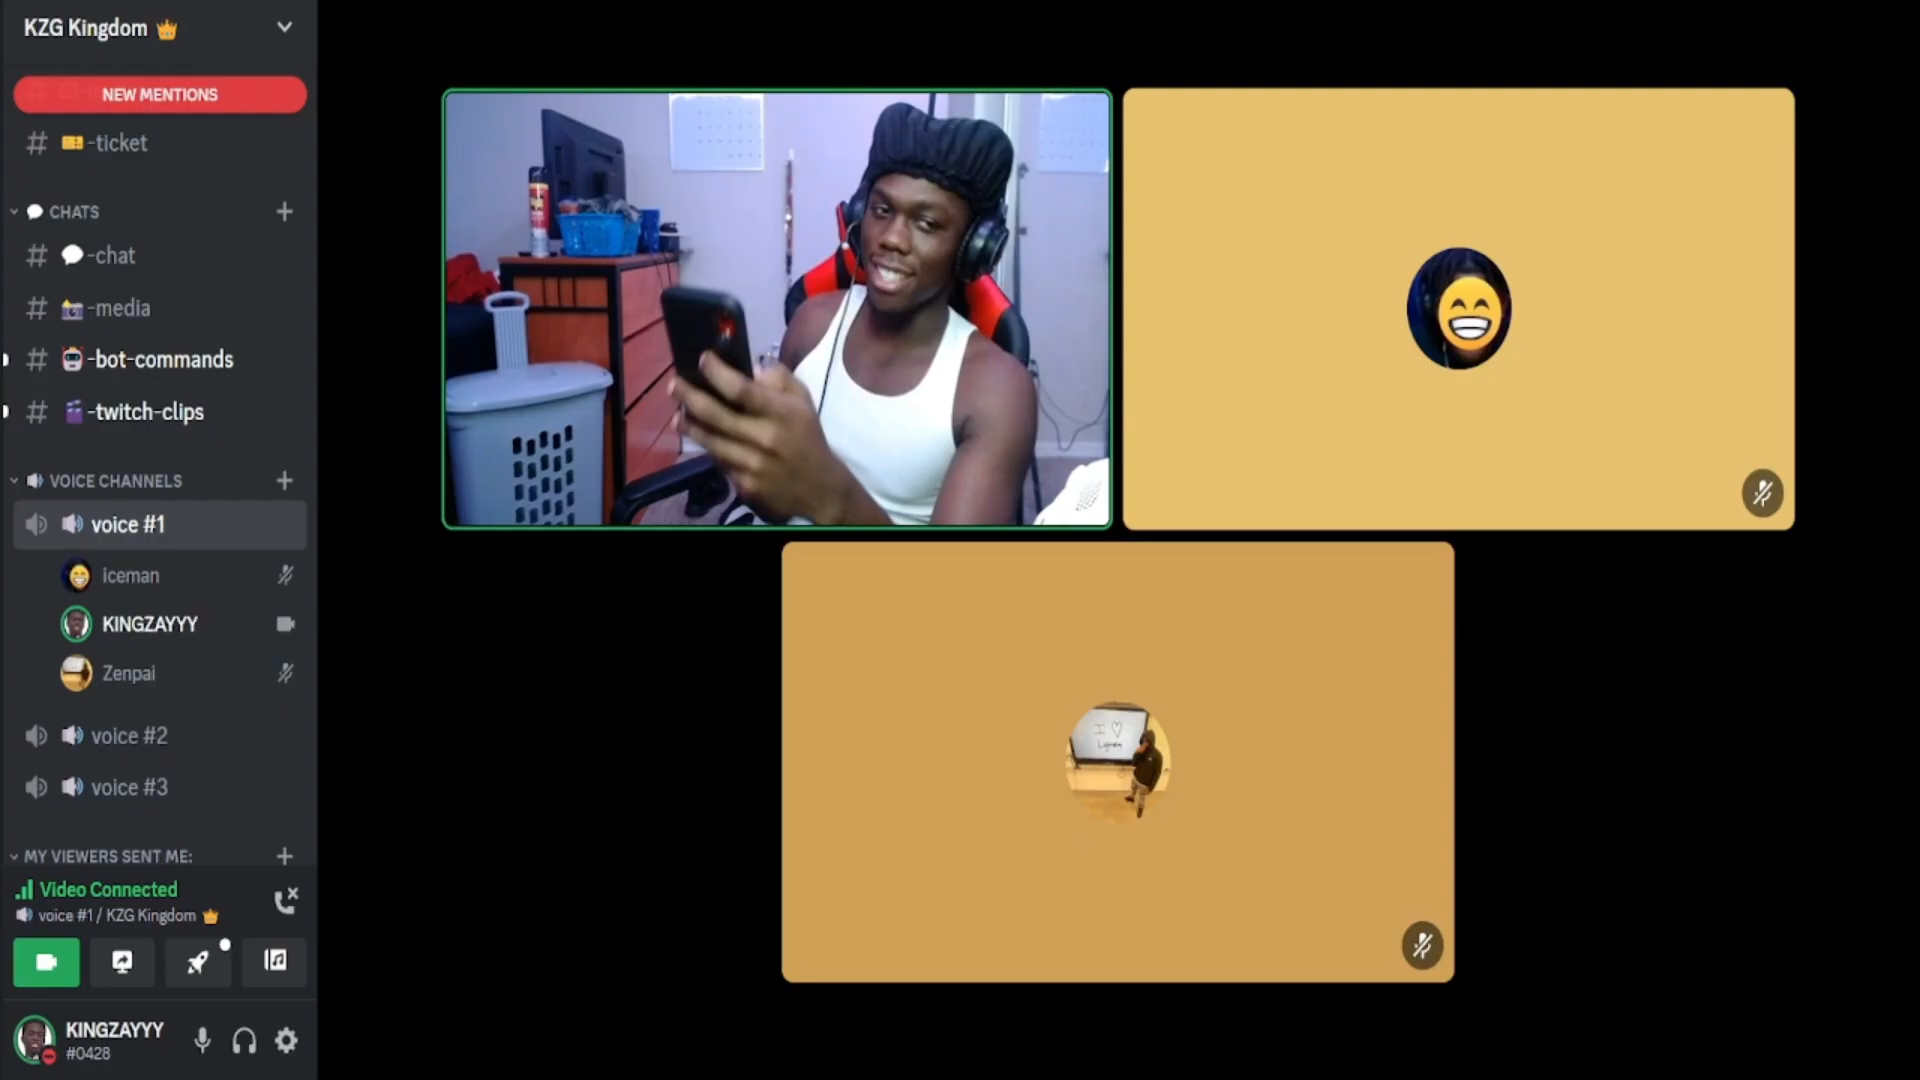 KZG Kingdom
NEW MENTIONS
-ticket
CHATS
-chat
-media
-bot-commands
-twitch-clips
VOICE CHANNELS
voice #1
iceman
KINGZAYYY
Zenpai
voice #2
voice #3
MY VIEWERS SENT ME:
Video Connected
voice #1 / KZG Kingdom
KINGZAYYY
#0428
I ♡